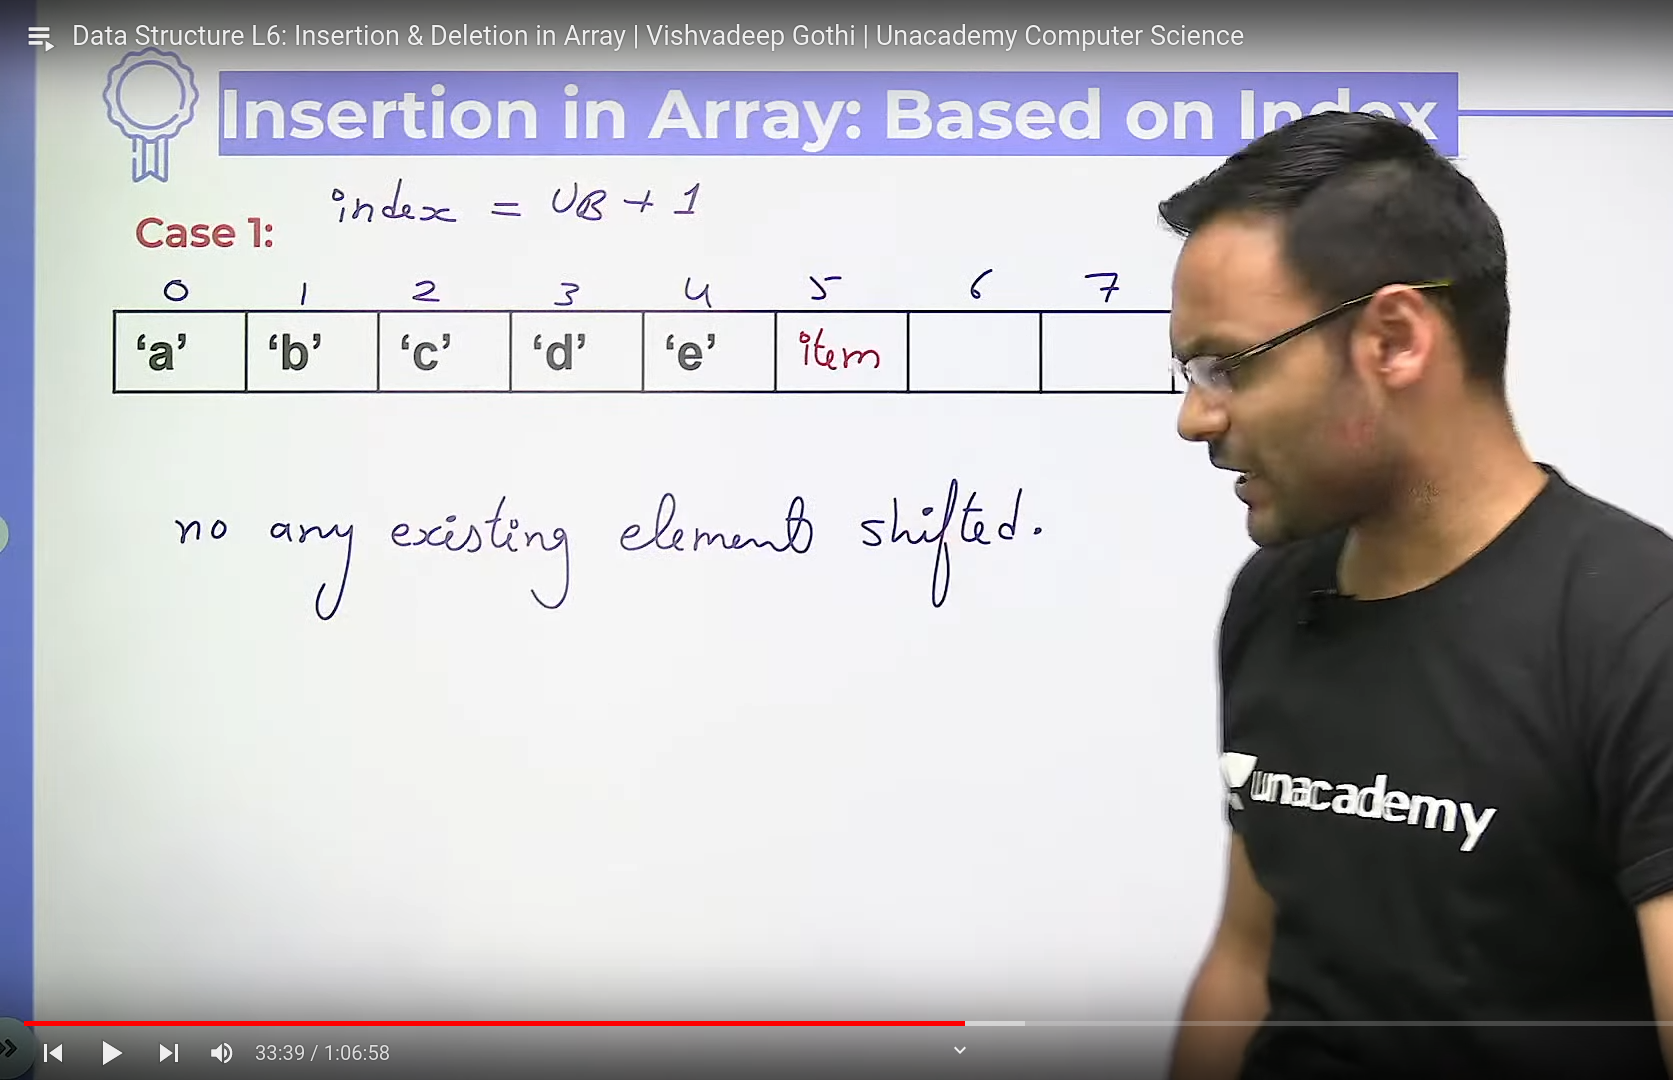 Data Structure L6: Insertion & Deletion in Array | Vishvadeep Gothi | Unacademy Computer Science
Insertion in Array: Based on Index
index = UB + 1
Case 1:
0 1 2 3 4 5 6 7
‘a’ ‘b’ ‘c’ ‘d’ ‘e’ item
no any existing element shifted.
unacademy
33:39 / 1:06:58